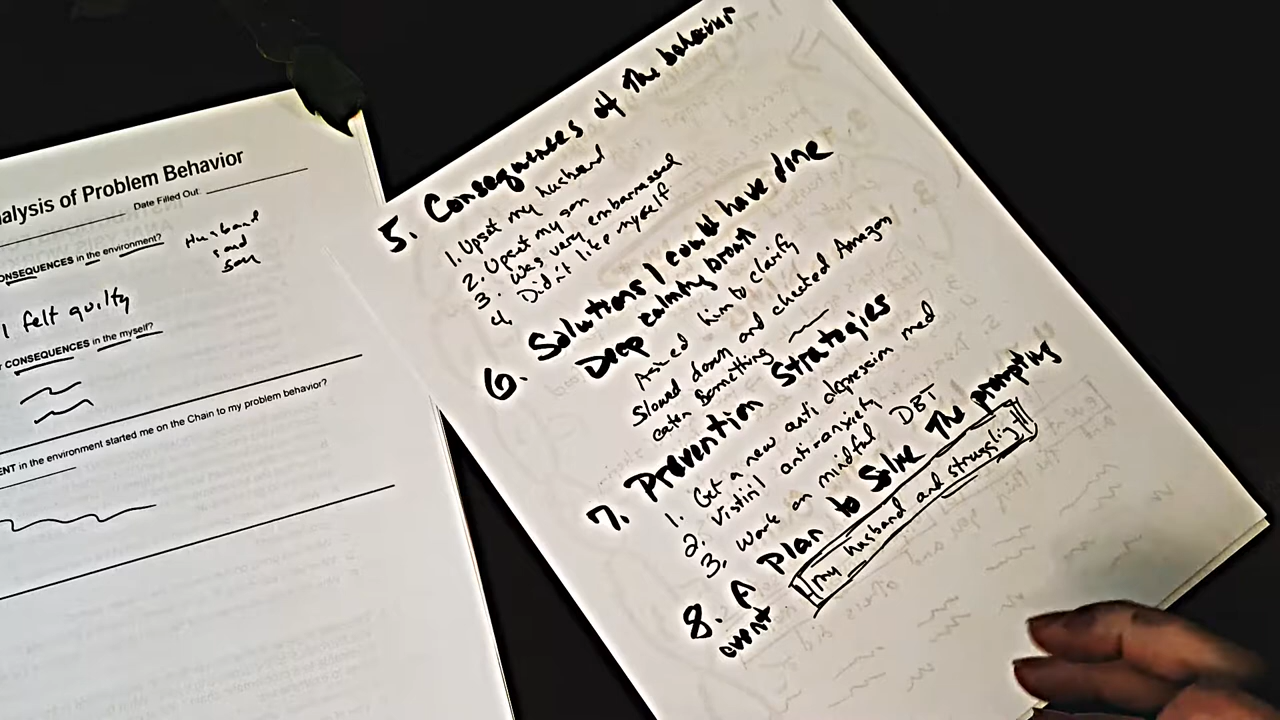 nalysis of Problem Behavior
Date Filled Out:
ONSEQUENCES in the environment?
Husband
and
son
I felt guilty
CONSEQUENCES in the myself?
ENT in the environment started me on the Chain to my problem behavior?
5. Consequences of the behavior
1. Upset my husband
2. Upset my son
3. Was very embarrassed
4 Didn't like myself
6. Solutions I could have done
Deep calming breath
Asked him to clarify
Slowed down and checked Amazon
eaten something
7. Prevention Strategies
1. Get a new anti depression med
2. Vistiril anti-anxiety
3. Work on mindful DBT
8. A Plan to Solve The prompting
event
my husband and struggling